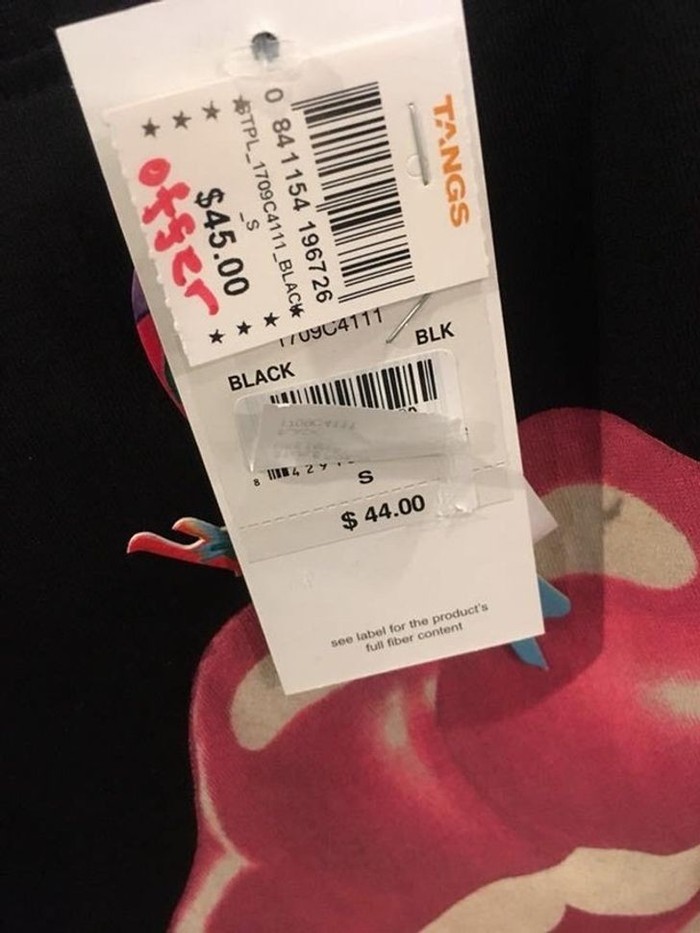 TANGS
0 841154 196726
STPL_1709C4111_BLACK
_S
$45.00
offer
1709C4111
BLK
BLACK
S
$ 44.00
see label for the product's
full fiber content